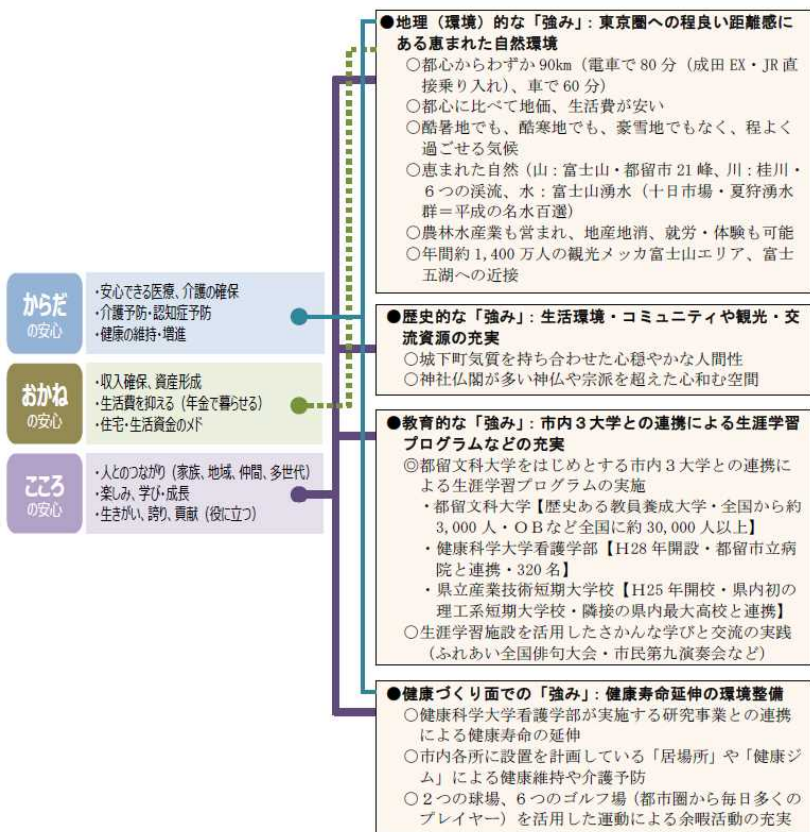 からだ
の安心
・安心できる医療、介護の確保
・介護予防・認知症予防
・健康の維持・増進
おかね
の安心
・収入確保、資産形成
・生活費を抑える（年金で暮らせる）
・住宅・生活資金のメド
こころ
の安心
・人とのつながり（家族、地域、仲間、多世代）
・楽しみ、学び・成長
・生きがい、誇り、貢献（役に立つ）
●地理（環境）的な「強み」：東京圏への程良い距離感に
ある恵まれた自然環境
○都心からわずか 90km（電車で 80 分（成田 EX・JR 直
接乗り入れ）、車で 60 分）
○都心に比べて地価、生活費が安い
○酷暑地でも、酷寒地でも、豪雪地でもなく、程よく
過ごせる気候
○恵まれた自然（山：富士山・都留市 21 峰、川：桂川・
６つの渓流、水：富士山湧水（十日市場・夏狩湧水
群＝平成の名水百選）
○農林水産業も営まれ、地産地消、就労・体験も可能
○年間約 1,400 万人の観光メッカ富士山エリア、富士
五湖への近接
●歴史的な「強み」：生活環境・コミュニティや観光・交
流資源の充実
○城下町気質を持ち合わせた心穏やかな人間性
○神社仏閣が多い神仏や宗派を超えた心和む空間
●教育的な「強み」：市内３大学との連携による生涯学習
プログラムなどの充実
◎都留文科大学をはじめとする市内３大学との連携に
よる生涯学習プログラムの実施
・都留文科大学【歴史ある教員養成大学・全国から約
3,000 人・ＯＢなど全国に約 30,000 人以上】
・健康科学大学看護学部【Ｈ28 年開設・都留市立病
院と連携・320 名】
・県立産業技術短期大学校【Ｈ25 年開校・県内初の
理工系短期大学校・隣接の県内最大高校と連携】
○生涯学習施設を活用したさかんな学びと交流の実践
（ふれあい全国俳句大会・市民第九演奏会など）
●健康づくり面での「強み」：健康寿命延伸の環境整備
○健康科学大学看護学部が実施する研究事業との連携
による健康寿命の延伸
○市内各所に設置を計画している「居場所」や「健康ジ
ム」による健康維持や介護予防
○２つの球場、６つのゴルフ場（都市圏から毎日多くの
プレイヤー）を活用した運動による余暇活動の充実